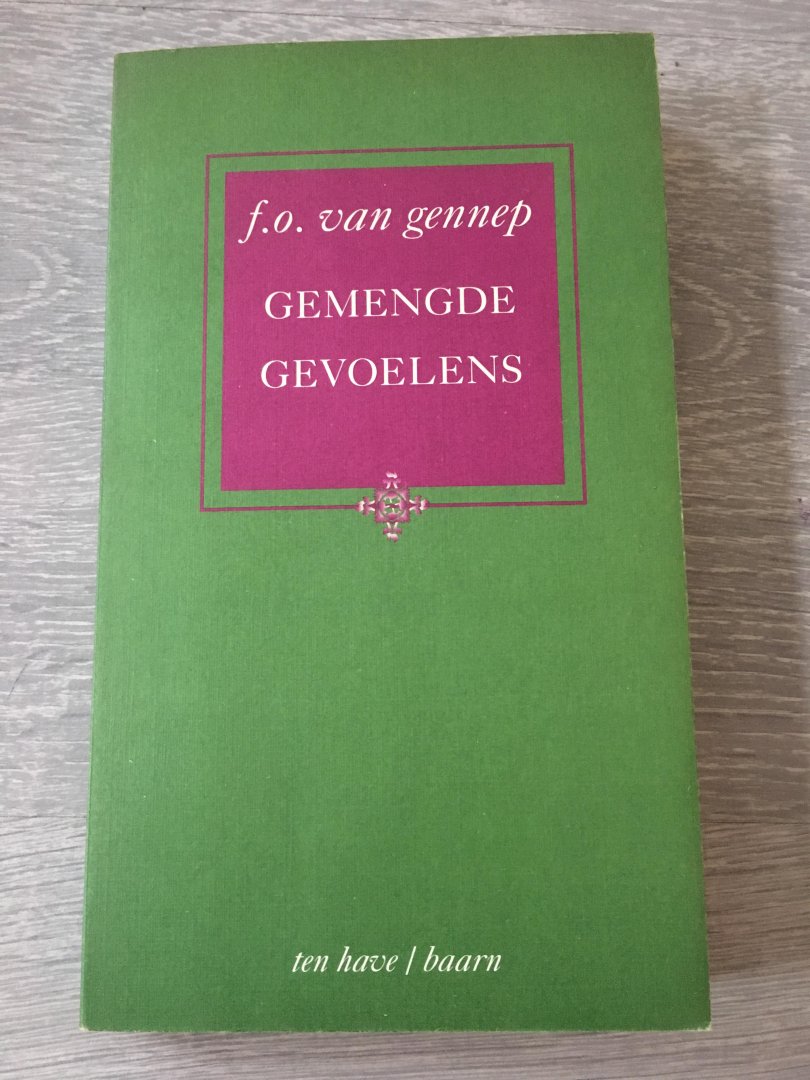 f.o. van gennep
GEMENGDE
GEVOELENS
ten have / baarn